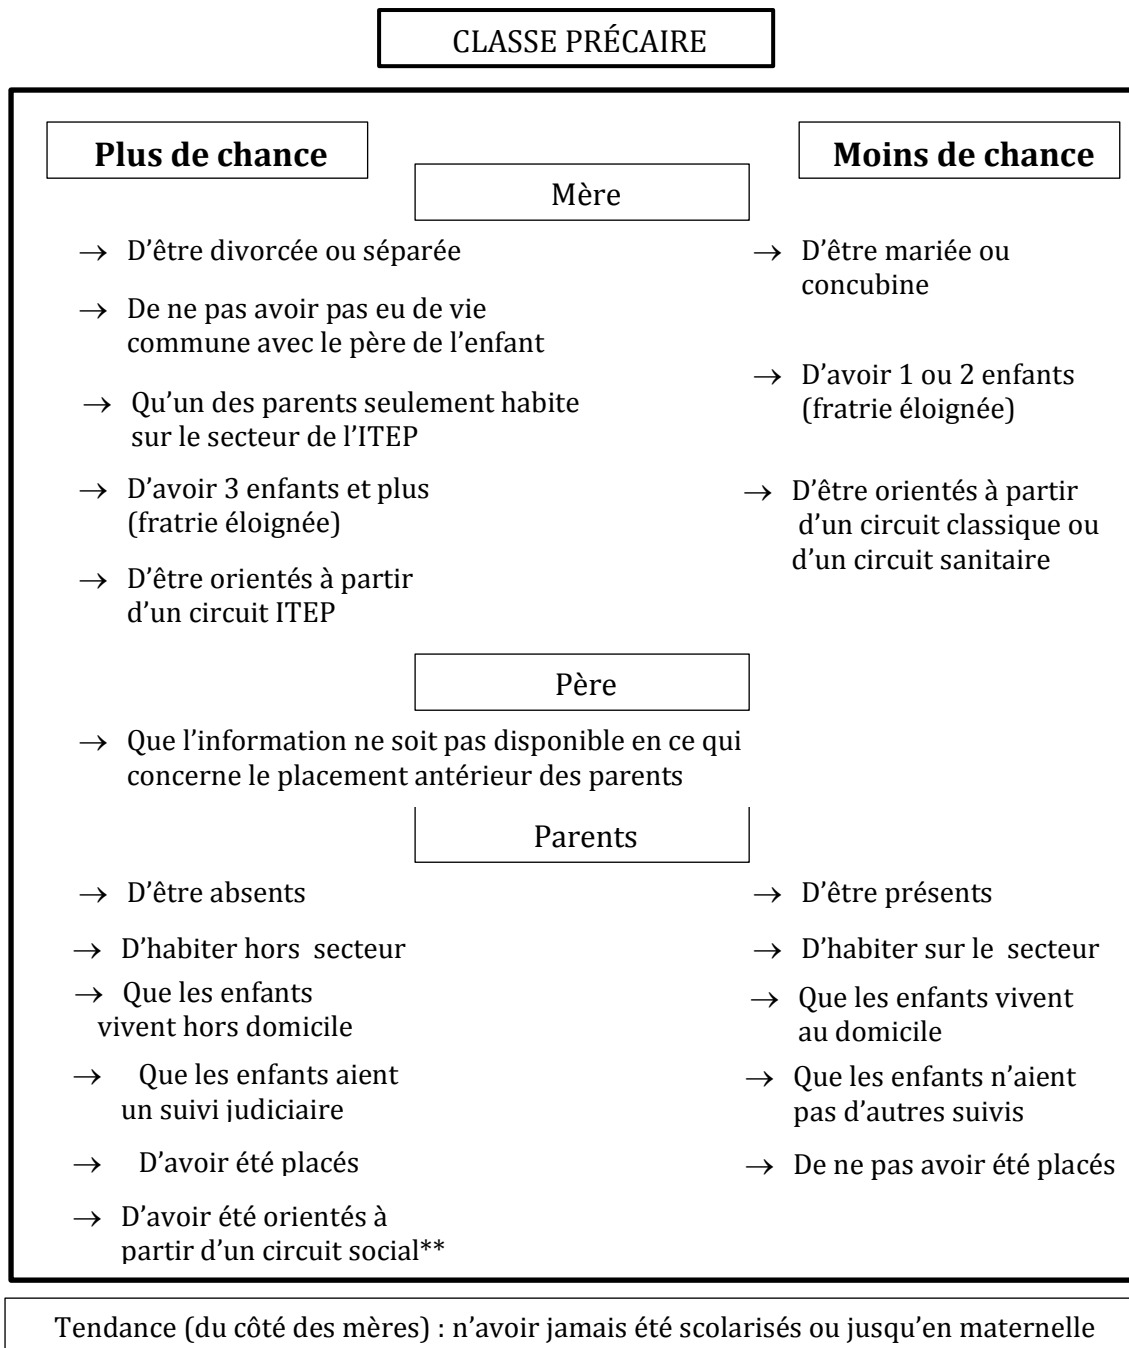 CLASSE PRÉCAIRE
Plus de chance
Moins de chance
Mère
→ D’être divorcée ou séparée
→ De ne pas avoir pas eu de vie
commune avec le père de l’enfant
→ Qu’un des parents seulement habite
sur le secteur de l’ITEP
→ D’avoir 3 enfants et plus
(fratrie éloignée)
→ D’être orientés à partir
d’un circuit ITEP
→ D’être mariée ou
concubine
→ D’avoir 1 ou 2 enfants
(fratrie éloignée)
→ D’être orientés à partir
d’un circuit classique ou
d’un circuit sanitaire
Père
→ Que l’information ne soit pas disponible en ce qui
concerne le placement antérieur des parents
Parents
→ D’être absents
→ D’habiter hors secteur
→ Que les enfants
vivent hors domicile
→ Que les enfants aient
un suivi judiciaire
→ D’avoir été placés
→ D’avoir été orientés à
partir d’un circuit social**
→ D’être présents
→ D’habiter sur le secteur
→ Que les enfants vivent
au domicile
→ Que les enfants n’aient
pas d’autres suivis
→ De ne pas avoir été placés
Tendance (du côté des mères) : n’avoir jamais été scolarisés ou jusqu’en maternelle